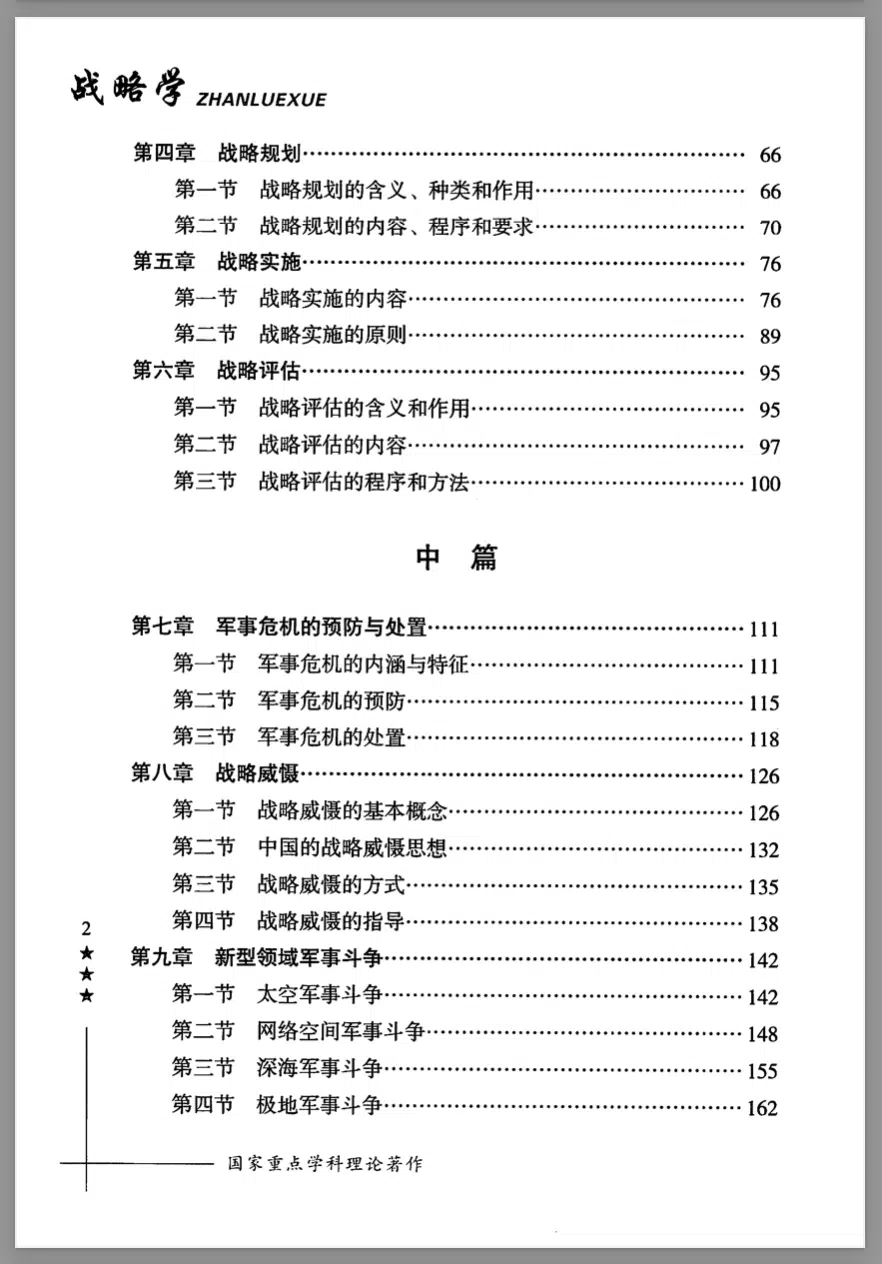 战略学 ZHANLUEXUE
第四章 战略规划 66
第一节 战略规划的含义、种类和作用 66
第二节 战略规划的内容、程序和要求 70
第五章 战略实施 76
第一节 战略实施的内容 76
第二节 战略实施的原则 89
第六章 战略评估 95
第一节 战略评估的含义和作用 95
第二节 战略评估的内容 97
第三节 战略评估的程序和方法 100
中 篇
第七章 军事危机的预防与处置 111
第一节 军事危机的内涵与特征 111
第二节 军事危机的预防 115
第三节 军事危机的处置 118
第八章 战略威慑 126
第一节 战略威慑的基本概念 126
第二节 中国的战略威慑思想 132
第三节 战略威慑的方式 135
第四节 战略威慑的指导 138
第九章 新型领域军事斗争 142
第一节 太空军事斗争 142
第二节 网络空间军事斗争 148
第三节 深海军事斗争 155
第四节 极地军事斗争 162
2
★
★
★
国家重点学科理论著作